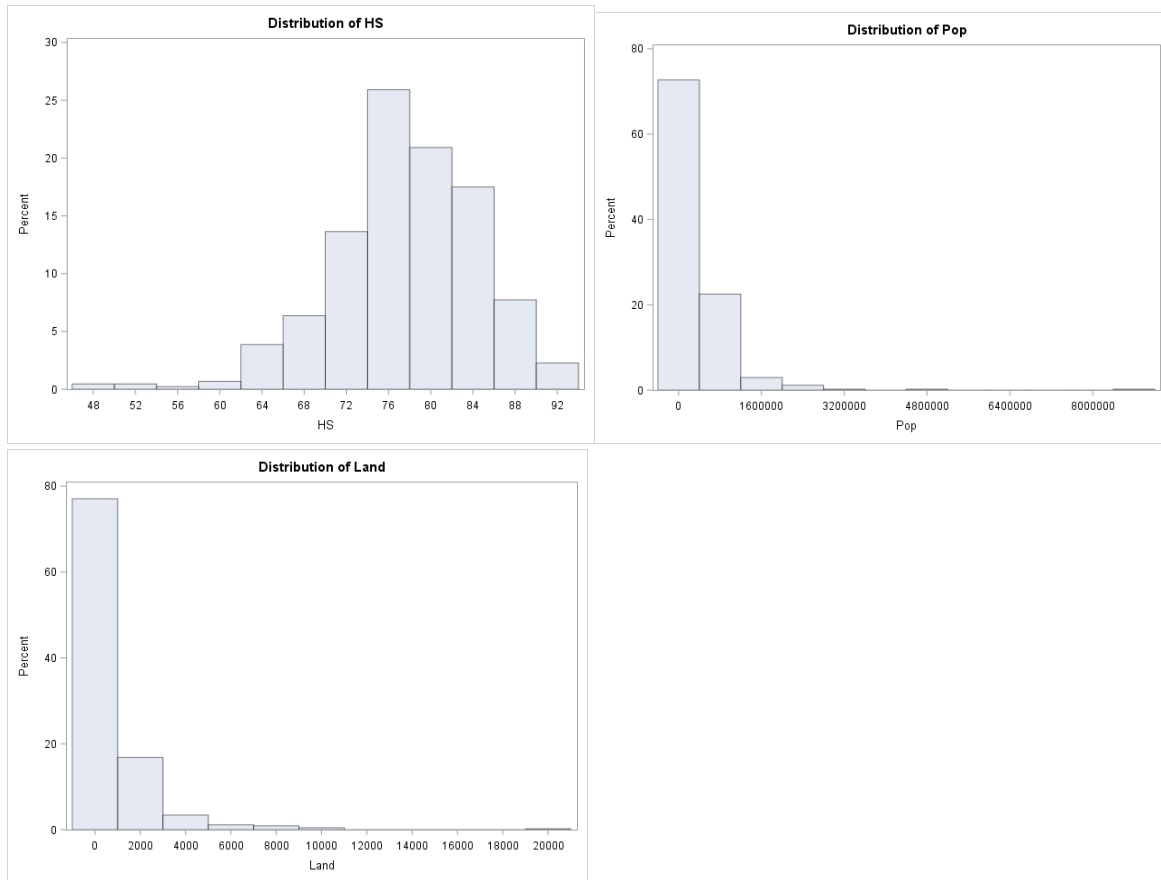 Distribution of HS
30
25
20
15
10
5
0
Percent
48 52 56 60 64 68 72 76 80 84 88 92
HS
Distribution of Pop
80
60
40
20
0
Percent
0 1600000 3200000 4800000 6400000 8000000
Pop
Distribution of Land
80
60
40
20
0
Percent
0 2000 4000 6000 8000 10000 12000 14000 16000 18000 20000
Land